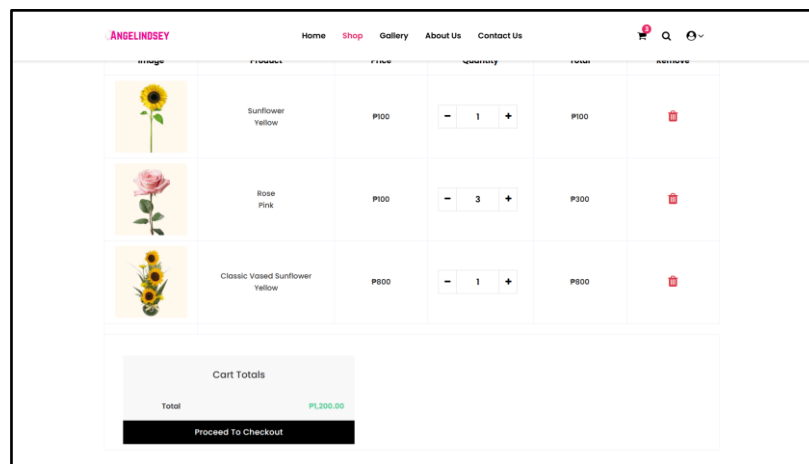 ANGELINDSEY
Home Shop Gallery About Us Contact Us
3
Image Product Price Quantity Total Remove
Sunflower
Yellow
₱100 - 1 + ₱100
Rose
Pink
₱100 - 3 + ₱300
Classic Vased Sunflower
Yellow
₱800 - 1 + ₱800
Cart Totals
Total ₱1,200.00
Proceed To Checkout